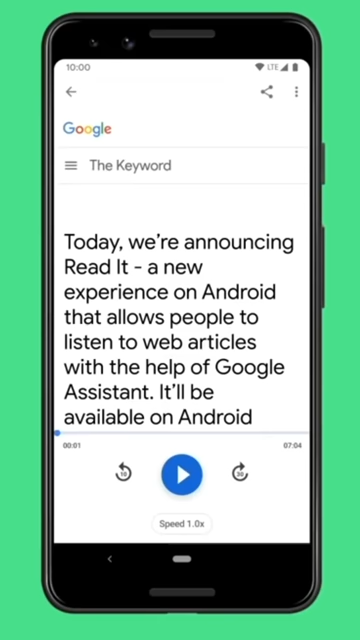 10:00
LTE
Google
The Keyword
Today, we're announcing
Read It - a new
experience on Android
that allows people to
listen to web articles
with the help of Google
Assistant. It'll be
available on Android
00:01
07:04
10
30
Speed 1.0x